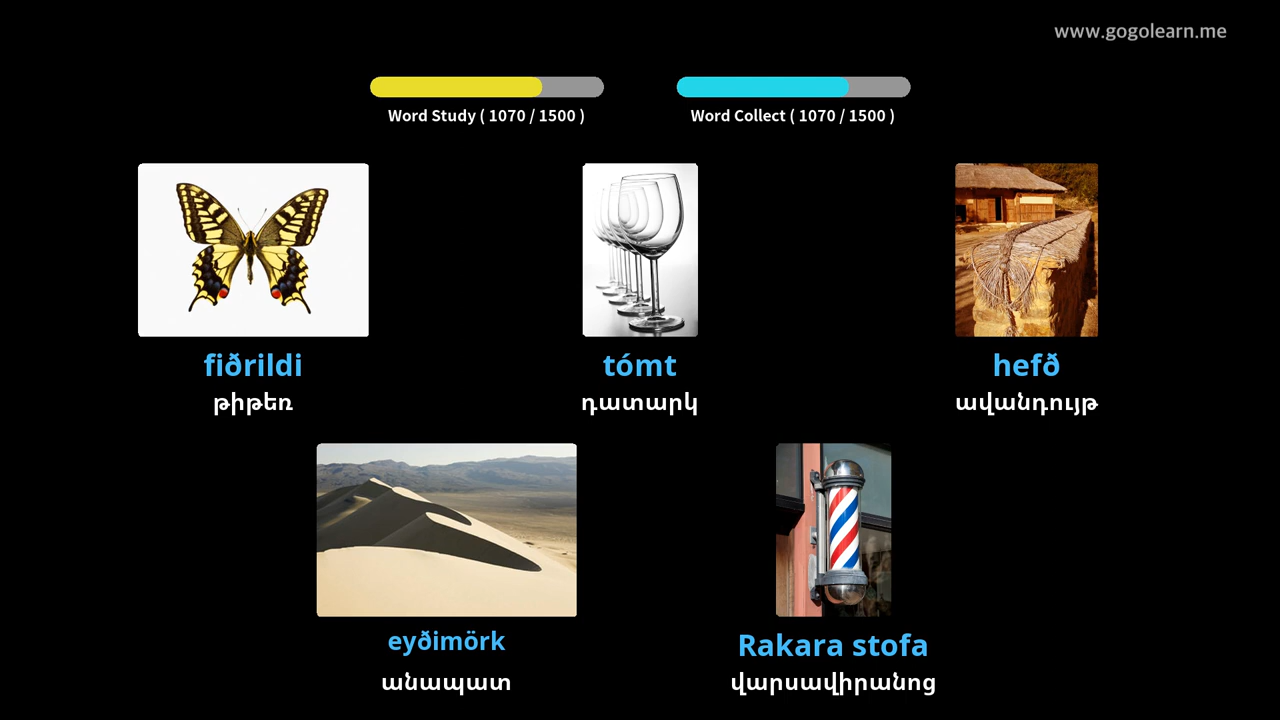 www.gogolearn.me
Word Study ( 1070 / 1500 )
Word Collect ( 1070 / 1500 )
fiðrildi
tómt
hefð
թիթեռ
դատարկ
ավանդույթ
eyðimörk
Rakara stofa
անապատ
վարսավիրանոց